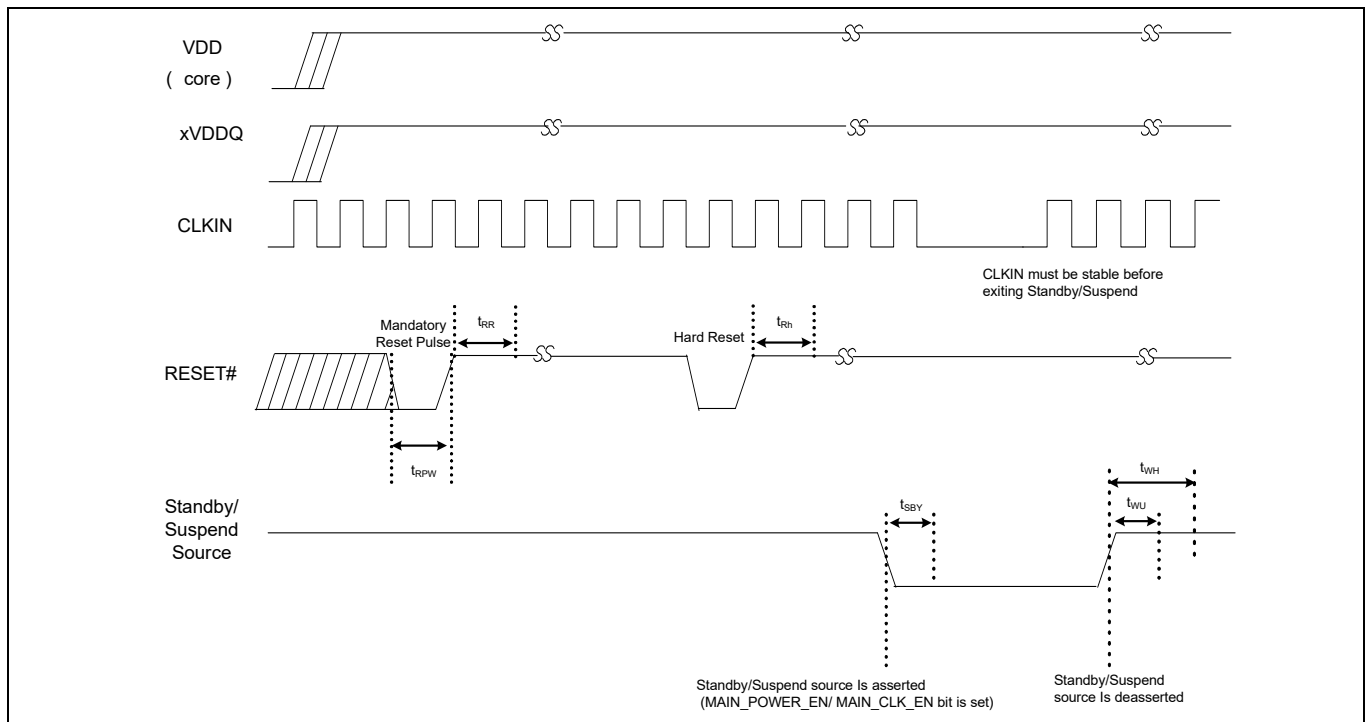 VDD
( core )
xVDDQ
CLKIN
CLKIN must be stable before
exiting Standby/Suspend
Mandatory
Reset Pulse
tRR
Hard Reset
tRh
RESET#
tRPW
tWH
Standby/
Suspend
Source
tSBY
tWU
Standby/Suspend source Is asserted
(MAIN_POWER_EN/ MAIN_CLK_EN bit is set)
Standby/Suspend
source Is deasserted